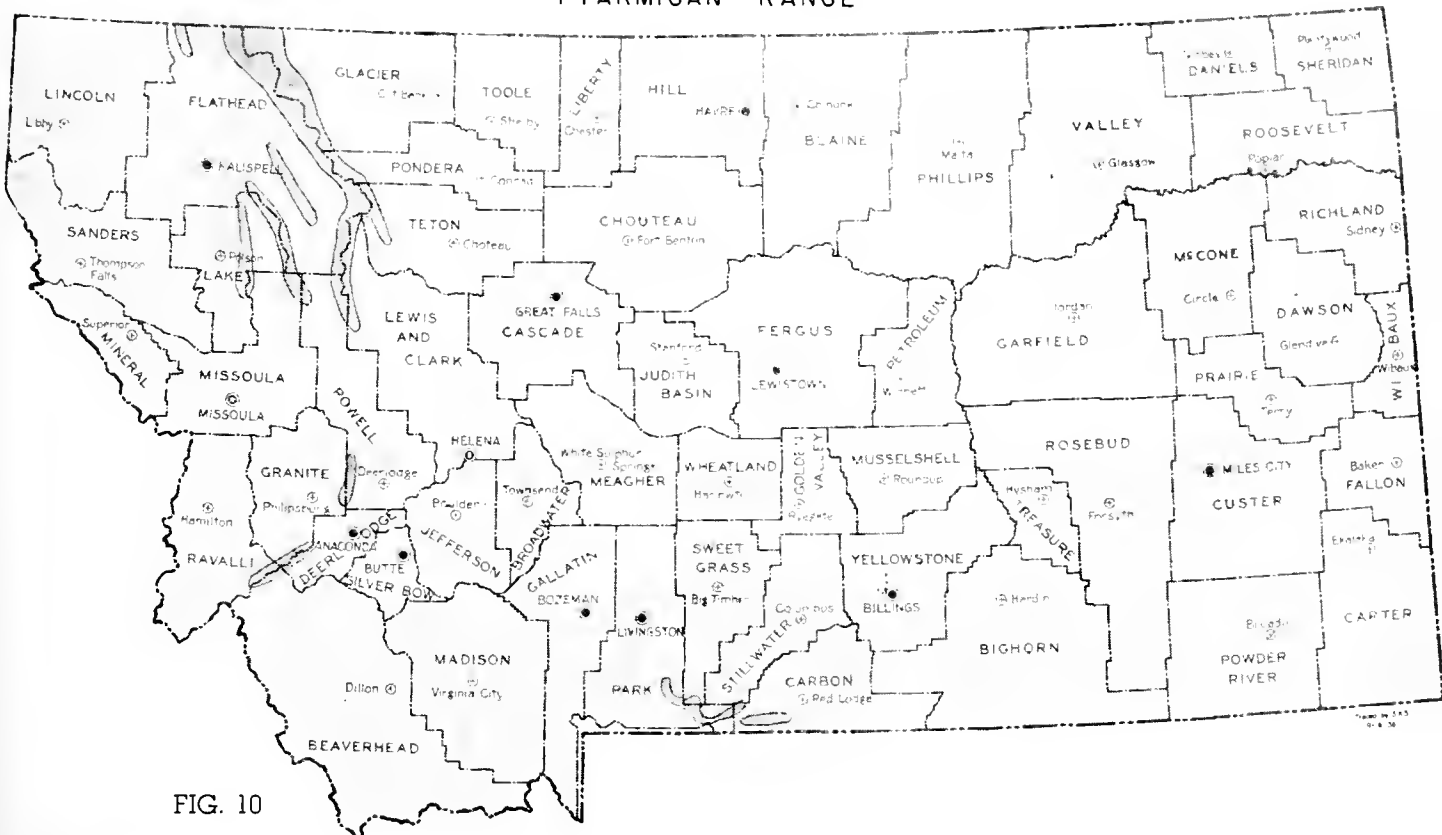 PTARMIGAN RANGE
LINCOLN
Libby
FLATHEAD
KALISPELL
GLACIER
Cut Bank
TOOLE
Shelby
LIBERTY
Chester
HILL
HAVRE
Chinook
BLAINE
Malta
PHILLIPS
VALLEY
Glasgow
DANIELS
Plentywood
SHERIDAN
ROOSEVELT
Poplar
PONDERA
Conrad
TETON
Choteau
CHOUTEAU
Fort Benton
SANDERS
Thompson
Falls
Polson
LAKE
RICHLAND
Sidney
McCONE
Circle
DAWSON
Glendive
WIBAUX
Wibaux
Superior
MINERAL
MISSOULA
MISSOULA
LEWIS
AND
CLARK
GREAT FALLS
CASCADE
Stanford
JUDITH
BASIN
FERGUS
LEWISTOWN
PETROLEUM
Winnett
Jordan
GARFIELD
PRAIRIE
Terry
POWELL
Deerlodge
HELENA
GRANITE
Philipsburg
Hamilton
RAVALLI
ANACONDA
DEERLODGE
BUTTE
SILVER BOW
Boulder
JEFFERSON
Townsend
BROADWATER
White Sulphur
Springs
MEAGHER
WHEATLAND
Harlowton
GOLDEN
VALLEY
Ryegate
MUSSELSHELL
Roundup
ROSEBUD
Hysham
TREASURE
Forsyth
MILES CITY
CUSTER
Baker
FALLON
Ekalaka
CARTER
GALLATIN
BOZEMAN
LIVINGSTON
PARK
SWEET
GRASS
Big Timber
Columbus
STILLWATER
YELLOWSTONE
BILLINGS
Hardin
BIGHORN
CARBON
Red Lodge
POWDER
RIVER
MADISON
Virginia City
Dillon
BEAVERHEAD
FIG. 10